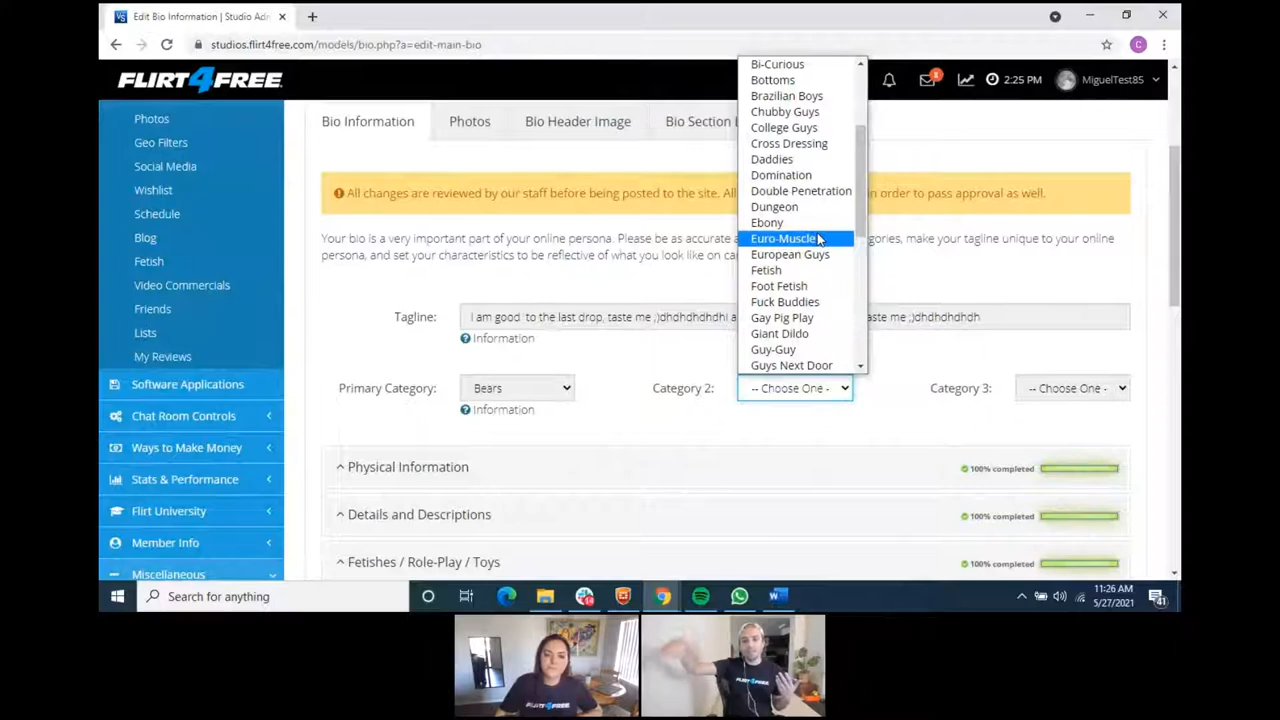 Edit Bio Information | Studio Adm
studios.flirt4free.com/models/bio.php?a=edit-main-bio
C
FLIRT4FREE
2:25 PM
MiguelTest85
Photos
Geo Filters
Social Media
Wishlist
Schedule
Blog
Fetish
Video Commercials
Friends
Lists
My Reviews
Software Applications
Chat Room Controls
Ways to Make Money
Stats & Performance
Flirt University
Member Info
Miscellaneous
Bio Information
Photos
Bio Header Image
Bio Section
All changes are reviewed by our staff before being posted to the site. All
in order to pass approval as well.
Your bio is a very important part of your online persona. Please be as accurate a
egories, make your tagline unique to your online
persona, and set your characteristics to be reflective of what you look like on ca
Tagline:
I am good to the last drop, taste me ;)dhdhdhdhdhI a
aste me ;)dhdhdhdhdh
Information
Primary Category:
Bears
Information
Category 2:
-- Choose One -
Category 3:
-- Choose One -
Bi-Curious
Bottoms
Brazilian Boys
Chubby Guys
College Guys
Cross Dressing
Daddies
Domination
Double Penetration
Dungeon
Ebony
Euro-Muscle
European Guys
Fetish
Foot Fetish
Fuck Buddies
Gay Pig Play
Giant Dildo
Guy-Guy
Guys Next Door
Physical Information
100% completed
Details and Descriptions
100% completed
Fetishes / Role-Play / Toys
100% completed
Search for anything
11:26 AM
5/27/2021
41
FLIRT4FREE
FLIRT4FREE